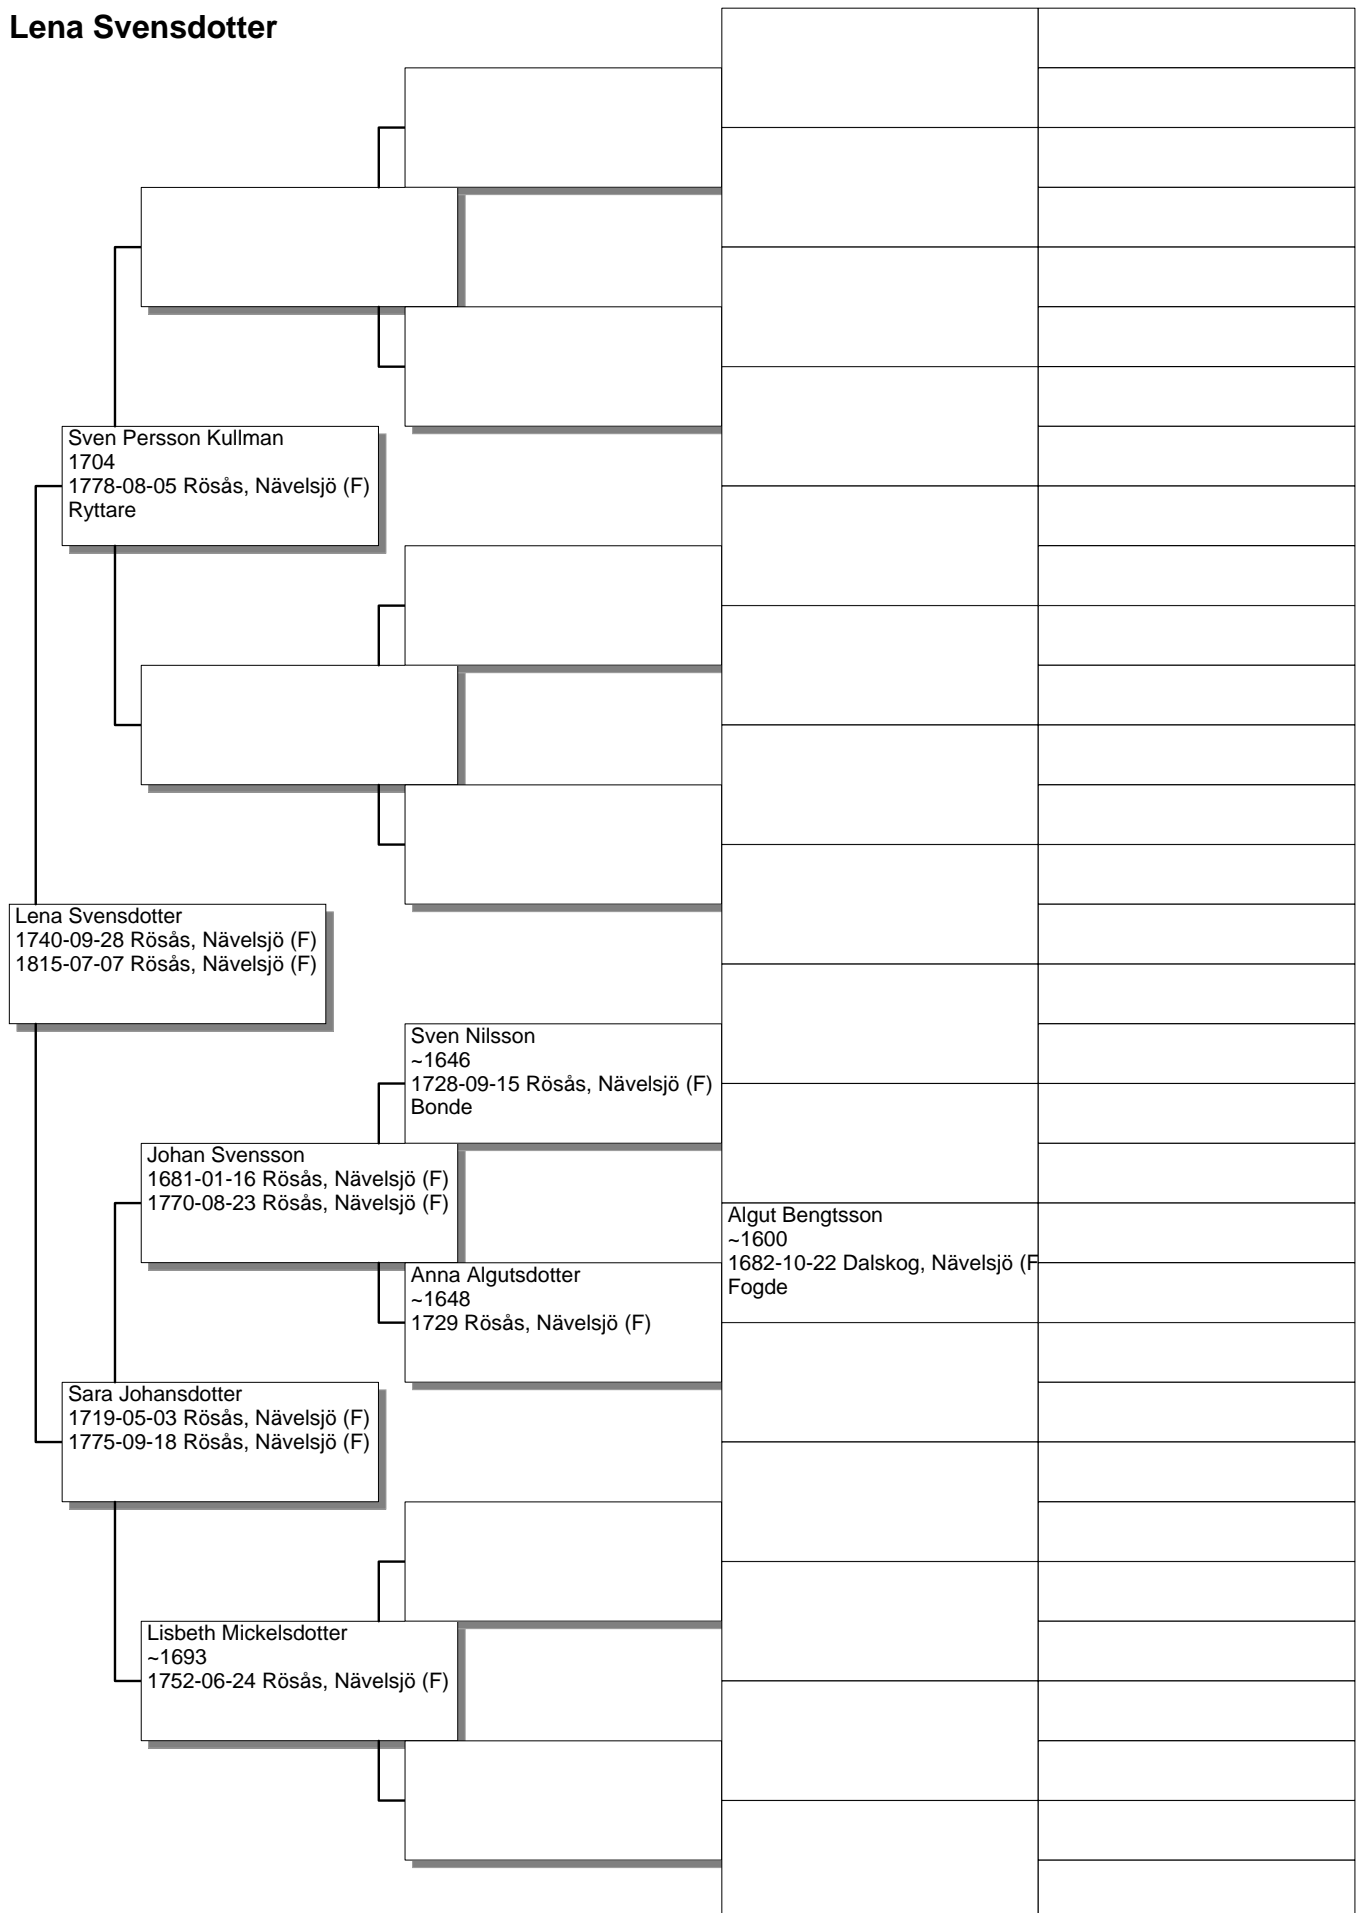 Lena Svensdotter
Sven Persson Kullman
1704
1778-08-05 Rösås, Nävelsjö (F)
Ryttare
Lena Svensdotter
1740-09-28 Rösås, Nävelsjö (F)
1815-07-07 Rösås, Nävelsjö (F)
Sven Nilsson
~1646
1728-09-15 Rösås, Nävelsjö (F)
Bonde
Johan Svensson
1681-01-16 Rösås, Nävelsjö (F)
1770-08-23 Rösås, Nävelsjö (F)
Algut Bengtsson
~1600
1682-10-22 Dalskog, Nävelsjö (F
Fogde
Anna Algutsdotter
~1648
1729 Rösås, Nävelsjö (F)
Sara Johansdotter
1719-05-03 Rösås, Nävelsjö (F)
1775-09-18 Rösås, Nävelsjö (F)
Lisbeth Mickelsdotter
~1693
1752-06-24 Rösås, Nävelsjö (F)